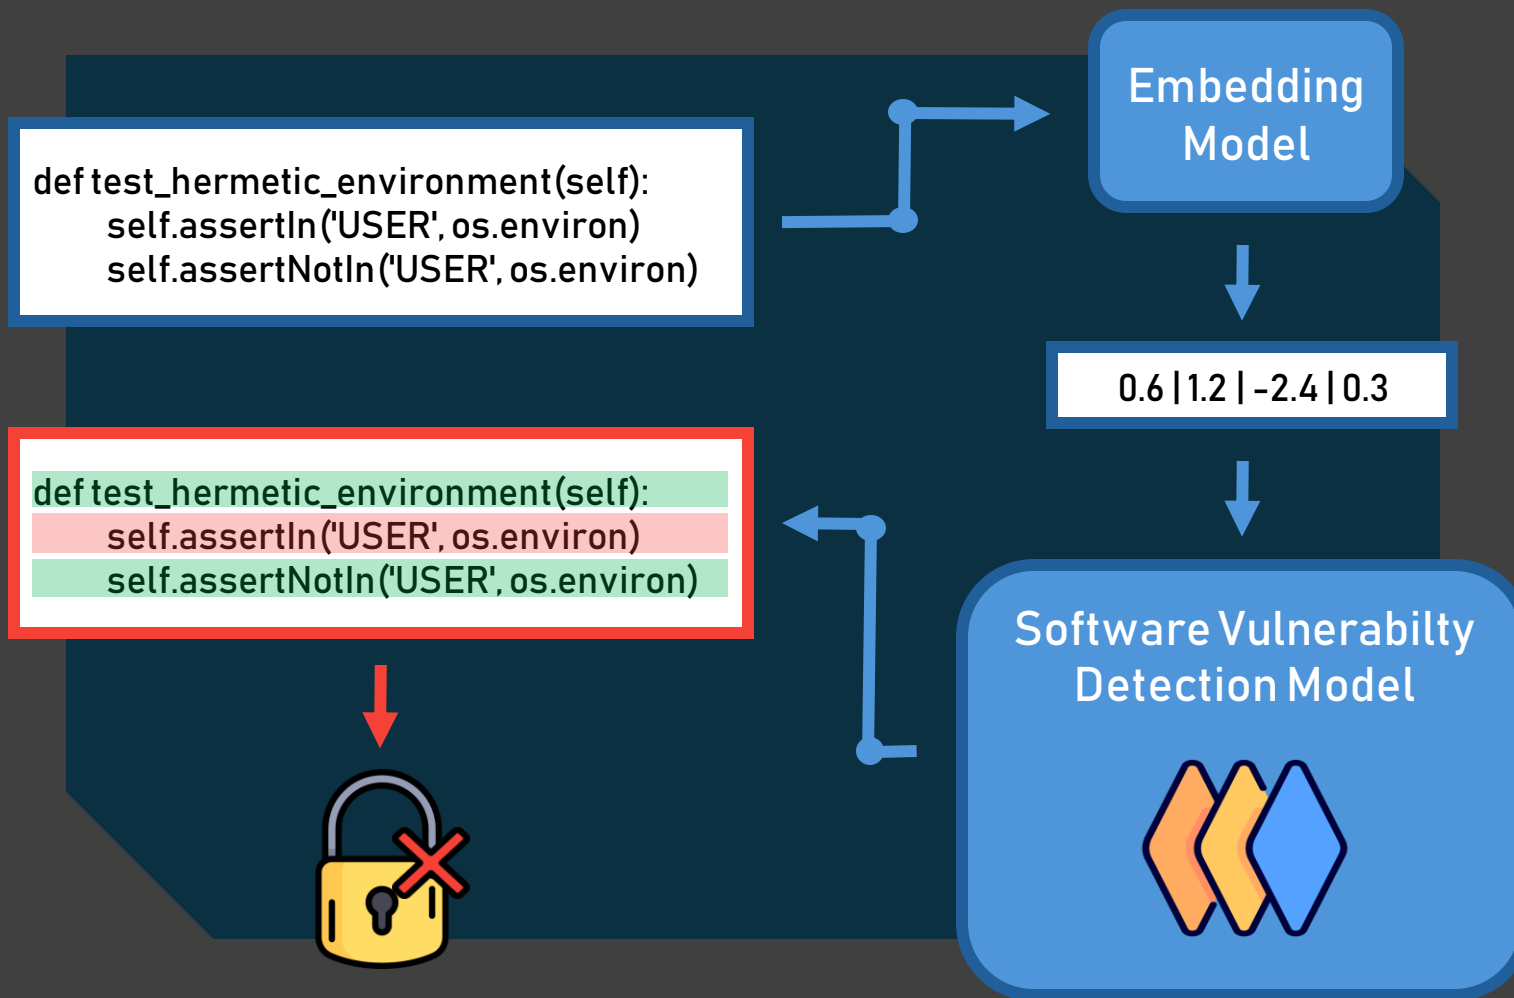 def test_hermetic_environment(self):
self.assertIn('USER', os.environ)
self.assertNotIn('USER', os.environ)
Embedding
Model
0.6 | 1.2 | -2.4 | 0.3
Software Vulnerabilty
Detection Model
def test_hermetic_environment(self):
self.assertIn('USER', os.environ)
self.assertNotIn('USER', os.environ)